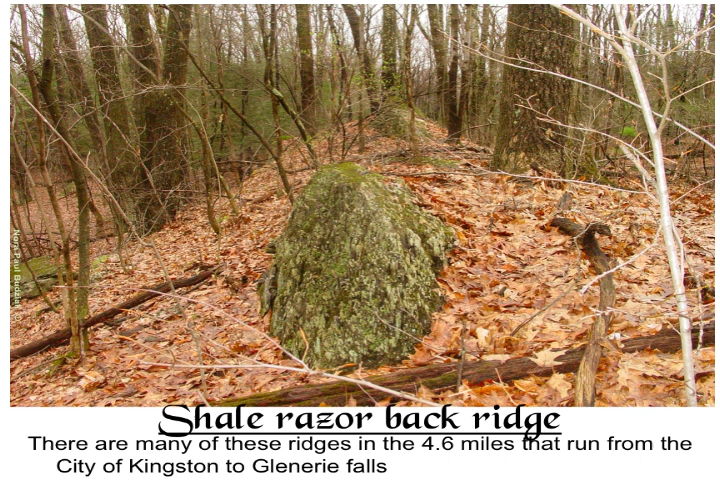 Shale razor back ridge
There are many of these ridges in the 4.6 miles that run from the
City of Kingston to Glenerie falls